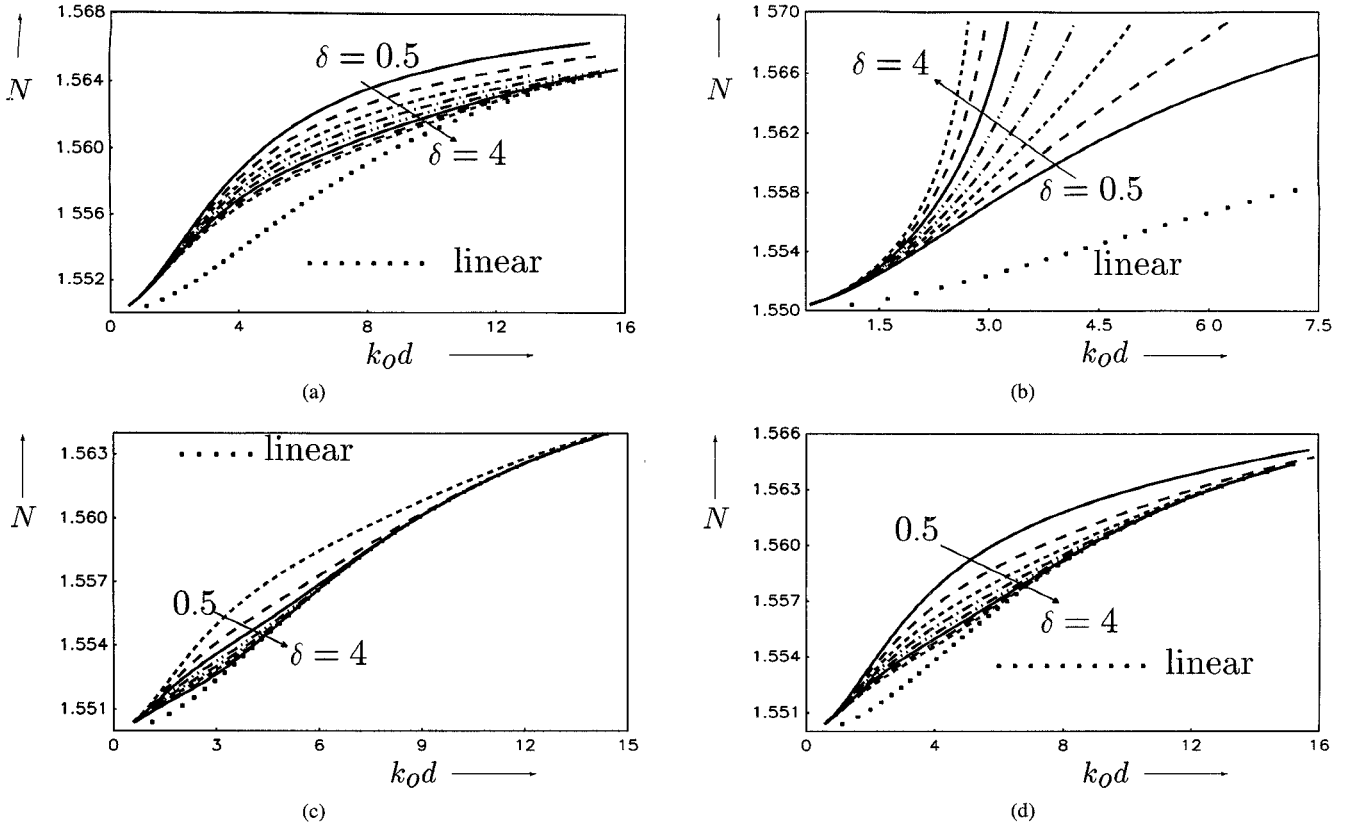 1.568
δ = 0.5
1.564
N
1.560
δ = 4
1.556
1.552
linear
0 4 8 12 16
kOd
(a)
1.570
δ = 4
1.566
N
1.562
δ = 0.5
1.558
1.554
linear
1.550
1.5 3.0 4.5 6 0 7.5
kOd
(b)
linear
1.563
N
1.560
1.557
0.5
1.554
δ = 4
1.551
0 3 6 9 12 15
kOd
(c)
1.566
1.563
N
0.5
1.560
1.557
δ = 4
linear
1.554
1.551
0 4 8 12 16
kOd
(d)